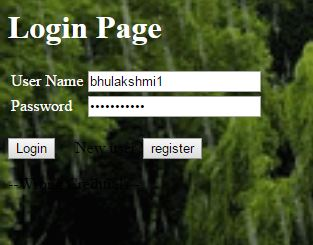 Login Page
User Name bhulakshmi1
Password •••••••••••
Login New user register